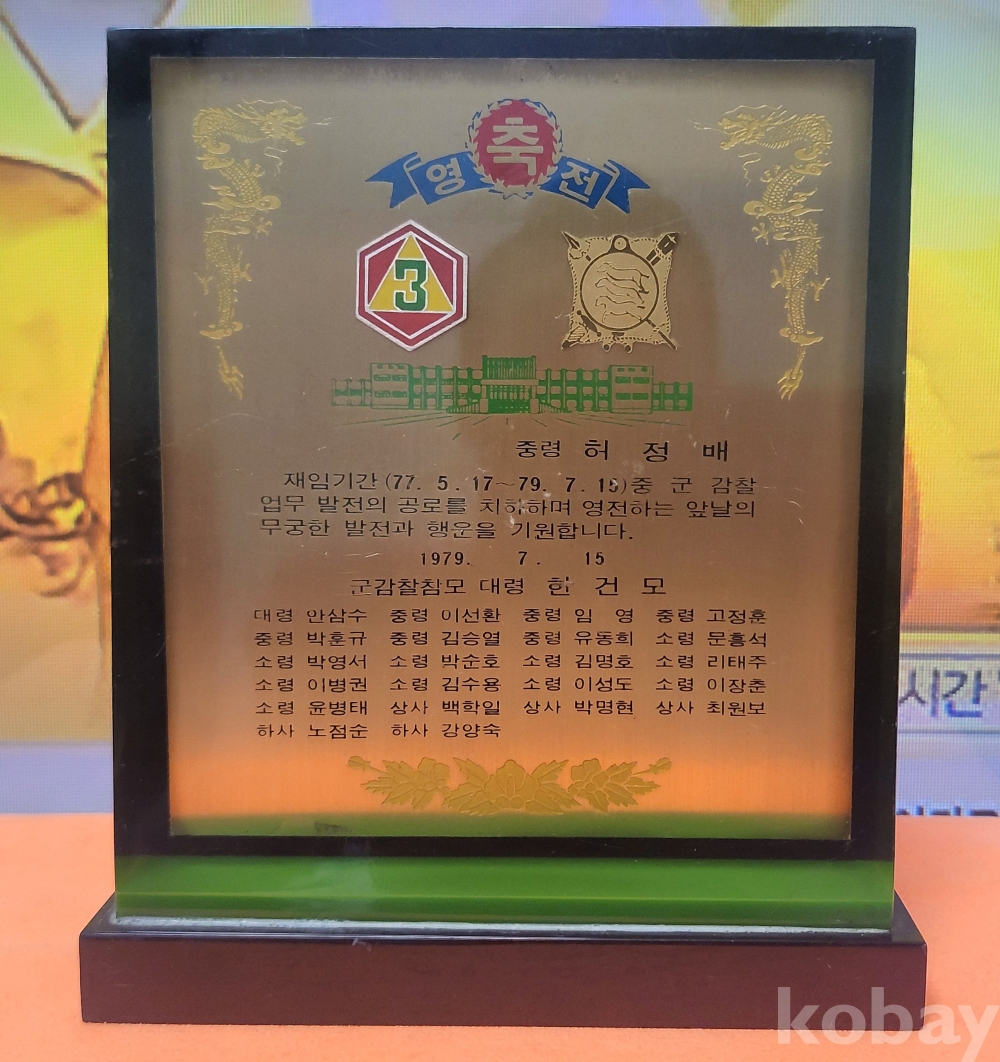 축
영 전
3
중령 허 정 배
재임기간(77. 5. 17~79. 7. 15)중 군 감찰
업무 발전의 공로를 치하하며 영전하는 앞날의
무궁한 발전과 행운을 기원합니다.
1979. 7. 15
군감찰참모 대령 한 건 모
대령 안삼수 중령 이선환 중령 임 영 중령 고정훈
중령 박훈규 중령 김승열 중령 유동희 소령 문흥석
소령 박영서 소령 박순호 소령 김명호 소령 리태주
소령 이병권 소령 김수용 소령 이성도 소령 이장춘
소령 윤병태 상사 백학일 상사 박명현 상사 최원보
하사 노점순 하사 강양숙
시간
kobay